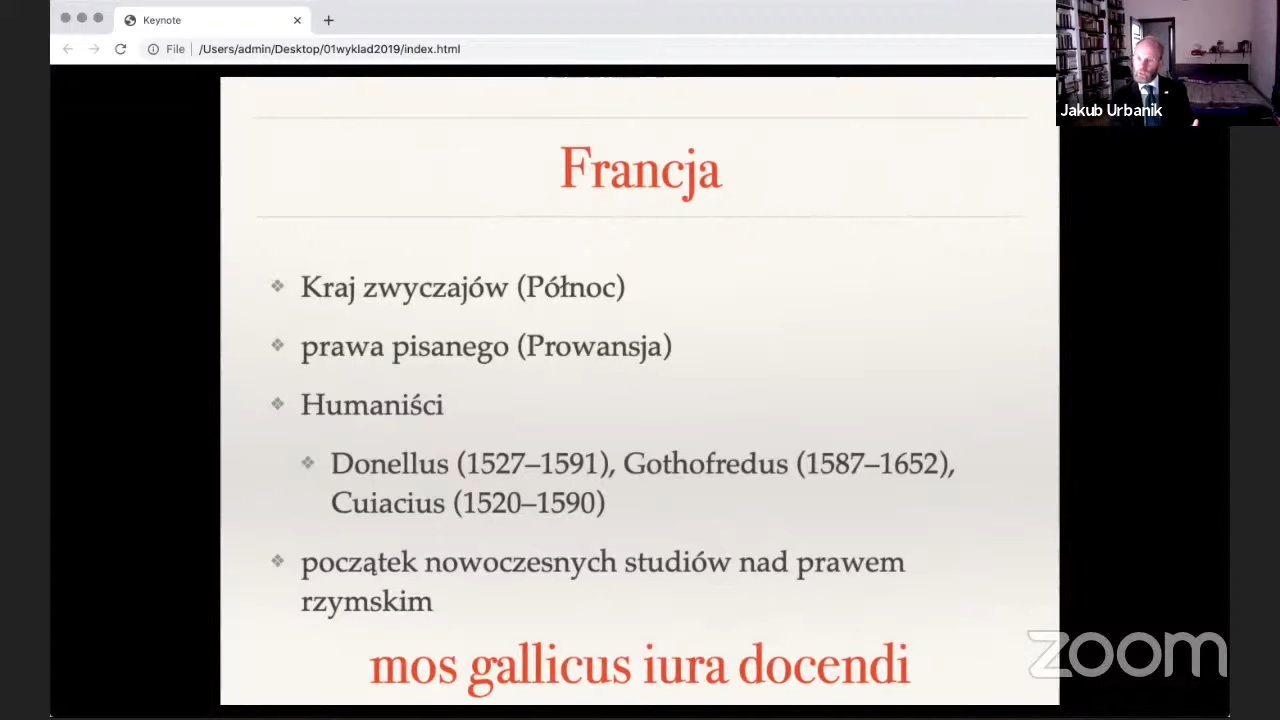 Keynote
File
/Users/admin/Desktop/01wyklad2019/index.html
Jakub Urbanik
Francja
Kraj zwyczajów (Północ)
prawa pisanego (Prowansja)
Humaniści
Donellus (1527–1591), Gothofredus (1587–1652),
Cuiacius (1520–1590)
początek nowoczesnych studiów nad prawem
rzymskim
mos gallicus iura docendi
zoom